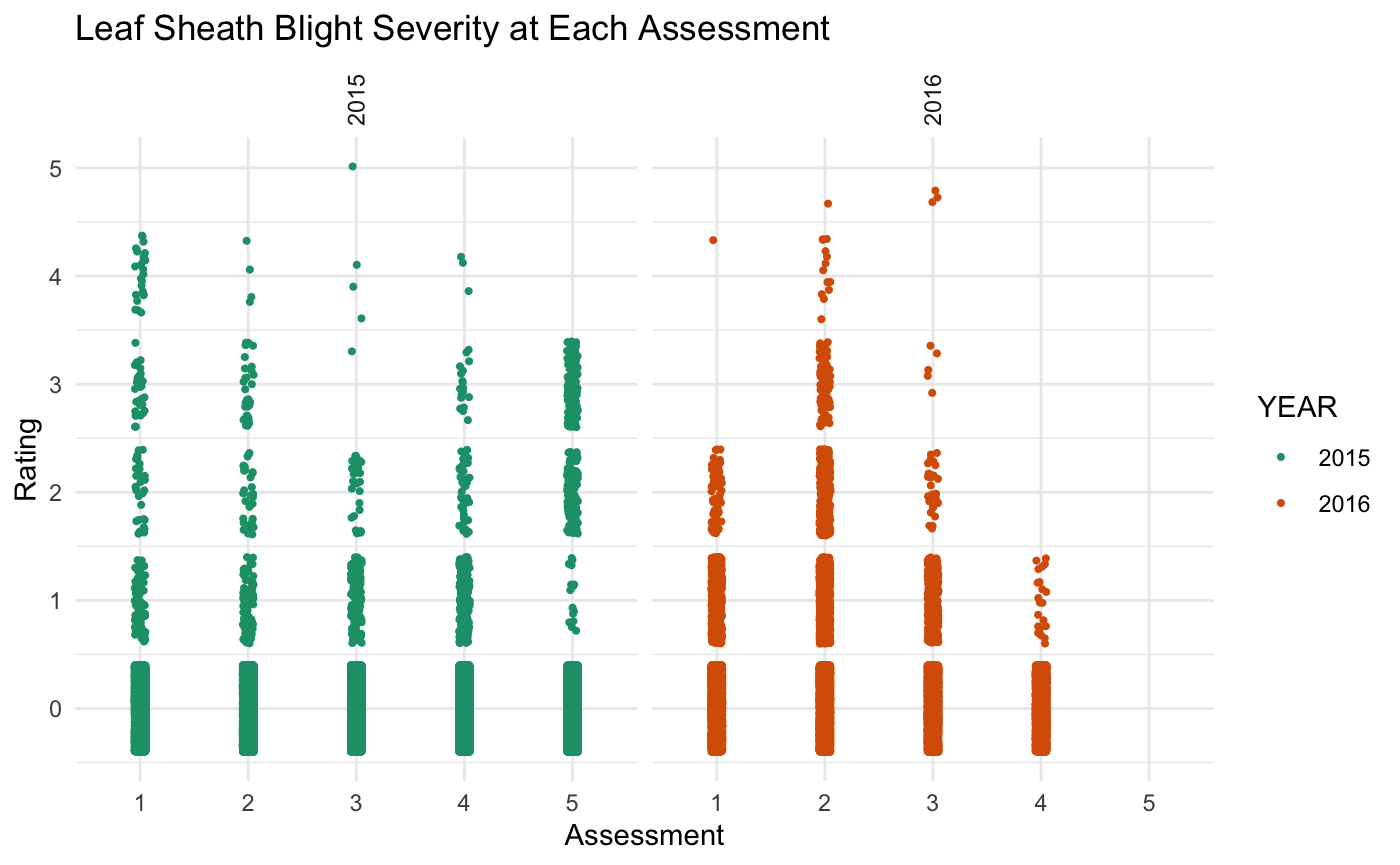 Leaf Sheath Blight Severity at Each Assessment
2015
2016
5
4
3
2
1
0
Rating
1 2 3 4 5
1 2 3 4 5
Assessment
YEAR
2015
2016